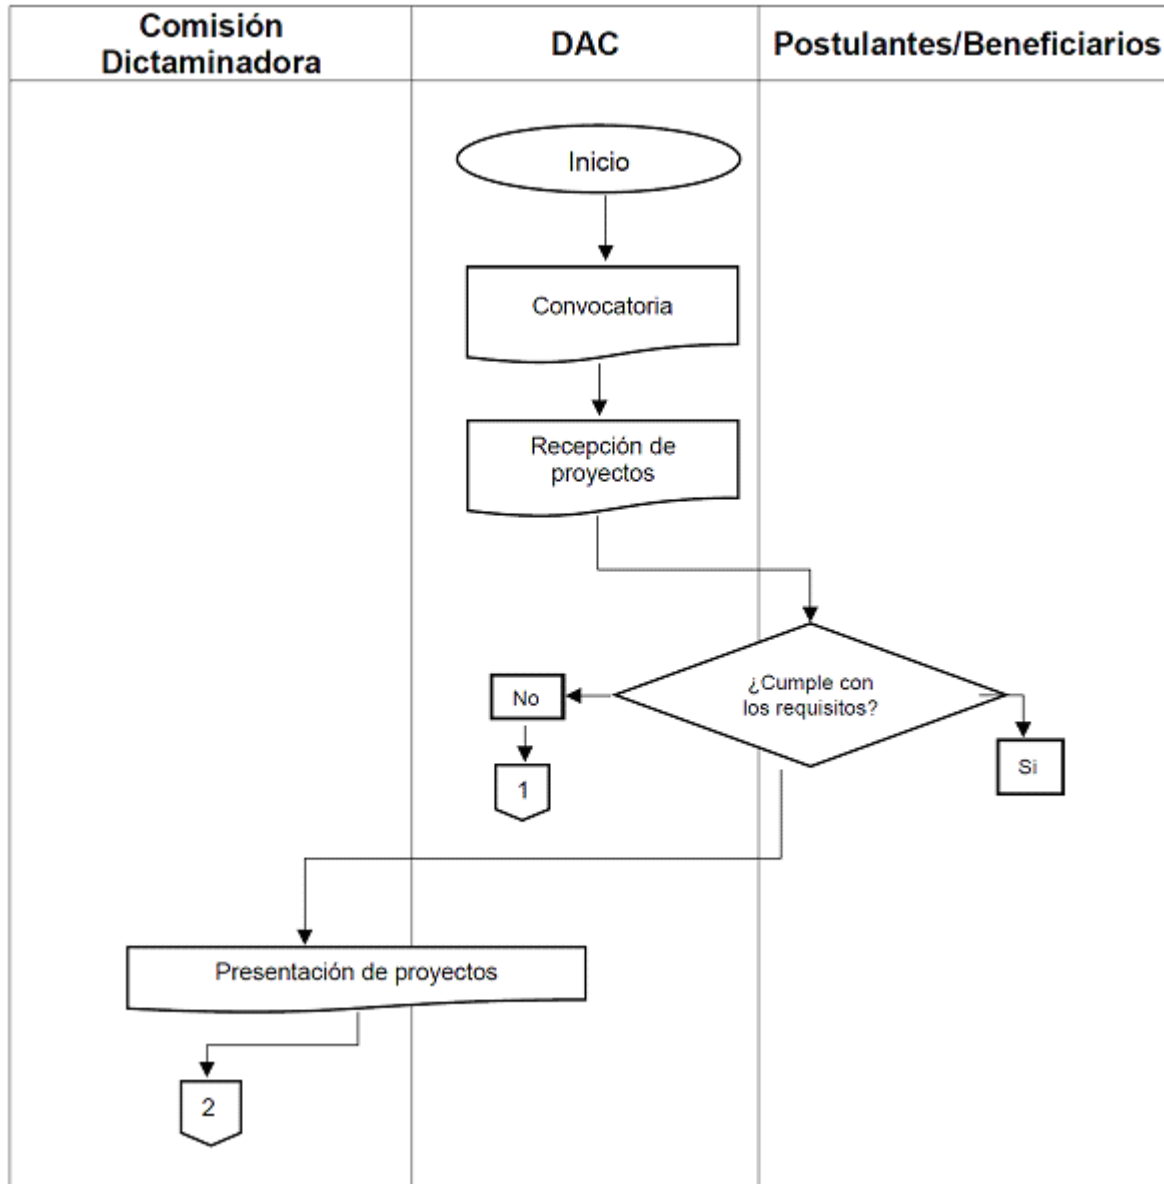 Comisión
Dictaminadora
DAC
Postulantes/Beneficiarios
Inicio
Convocatoria
Recepción de
proyectos
¿Cumple con
los requisitos?
No
Si
1
Presentación de proyectos
2